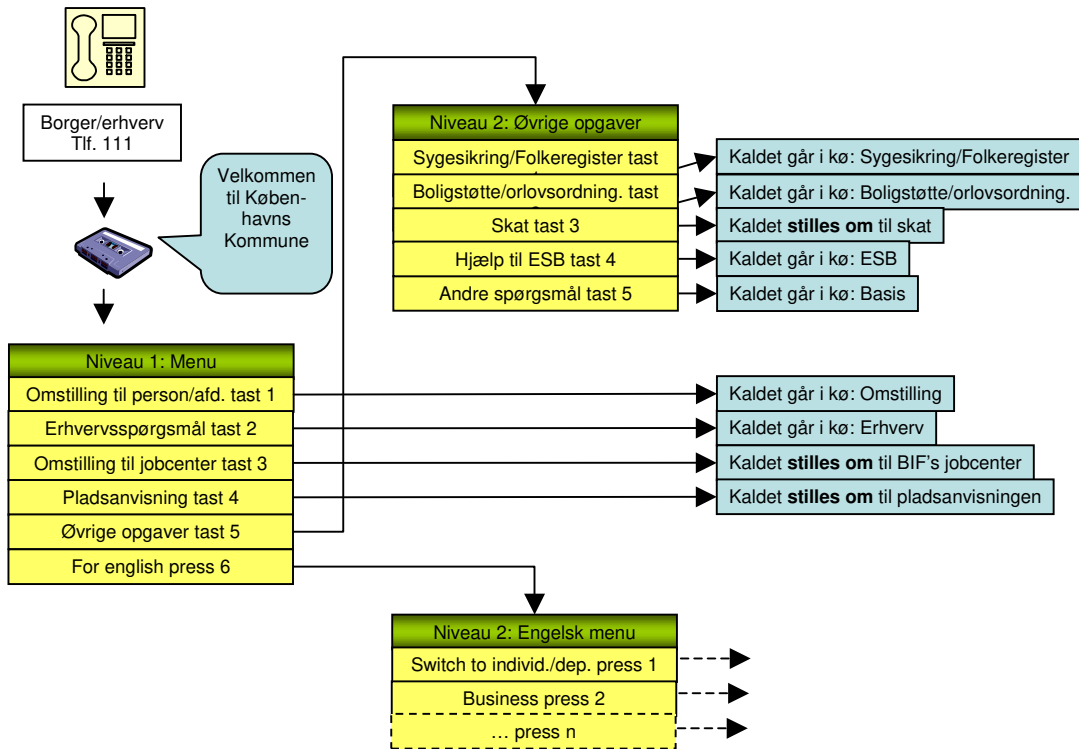 Borger/erhverv
Tlf. 111
Velkommen
til Køben-
havns
Kommune
Niveau 1: Menu
Omstilling til person/afd. tast 1
Erhvervsspørgsmål tast 2
Omstilling til jobcenter tast 3
Pladsanvisning tast 4
Øvrige opgaver tast 5
For english press 6
Niveau 2: Øvrige opgaver
Sygesikring/Folkeregister tast
Boligstøtte/orlovsordning. tast
Skat tast 3
Hjælp til ESB tast 4
Andre spørgsmål tast 5
Kaldet går i kø: Sygesikring/Folkeregister
Kaldet går i kø: Boligstøtte/orlovsordning.
Kaldet stilles om til skat
Kaldet går i kø: ESB
Kaldet går i kø: Basis
Kaldet går i kø: Omstilling
Kaldet går i kø: Erhverv
Kaldet stilles om til BIF's jobcenter
Kaldet stilles om til pladsanvisningen
Niveau 2: Engelsk menu
Switch to individ./dep. press 1
Business press 2
… press n